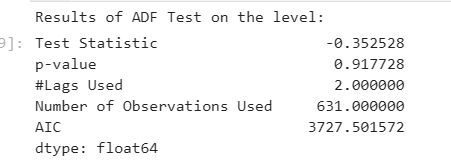 Results of ADF Test on the level:
9]: Test Statistic -0.352528
p-value 0.917728
#Lags Used 2.000000
Number of Observations Used 631.000000
AIC 3727.501572
dtype: float64